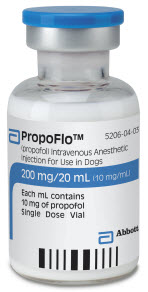 PropoFlo™
5206-04-05
(propofol) Intravenous Anesthetic
Injection for Use in Dogs
200 mg/20 mL (10 mg/mL)
Each mL contains
10 mg of propofol
Single Dose Vial
Abbott